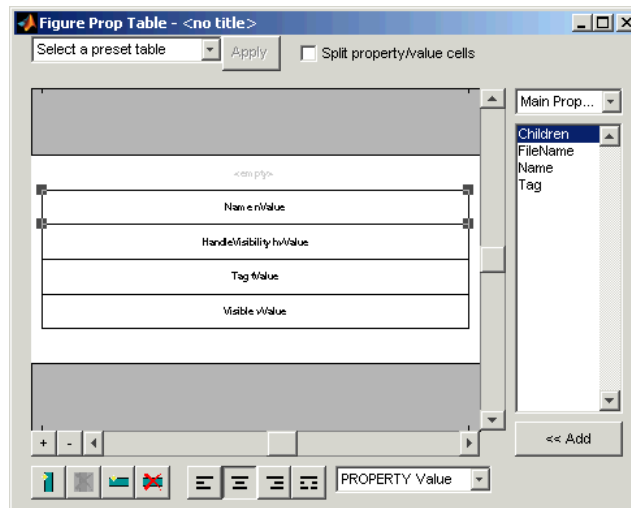 Figure Prop Table - <no title>
Select a preset table
Apply
Split property/value cells
Main Prop...
Children
FileName
Name
Tag
<empty>
Name nValue
HandleVisibility hvValue
Tag tValue
Visible vValue
+ -
<< Add
PROPERTY Value